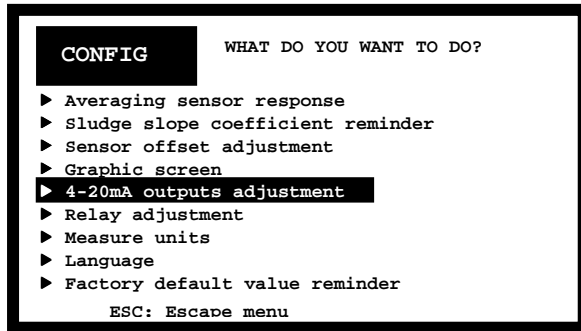 CONFIG WHAT DO YOU WANT TO DO?
Averaging sensor response
Sludge slope coefficient reminder
Sensor offset adjustment
Graphic screen
4-20mA outputs adjustment
Relay adjustment
Measure units
Language
Factory default value reminder
ESC: Escape menu